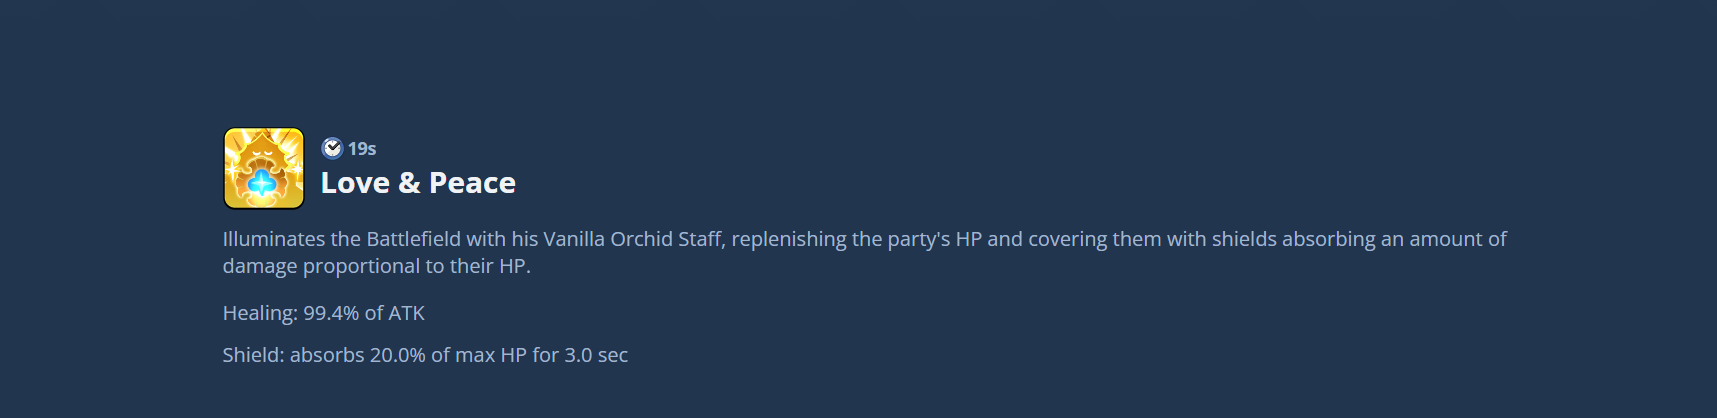 19s
Love & Peace
Illuminates the Battlefield with his Vanilla Orchid Staff, replenishing the party's HP and covering them with shields absorbing an amount of
damage proportional to their HP.
Healing: 99.4% of ATK
Shield: absorbs 20.0% of max HP for 3.0 sec